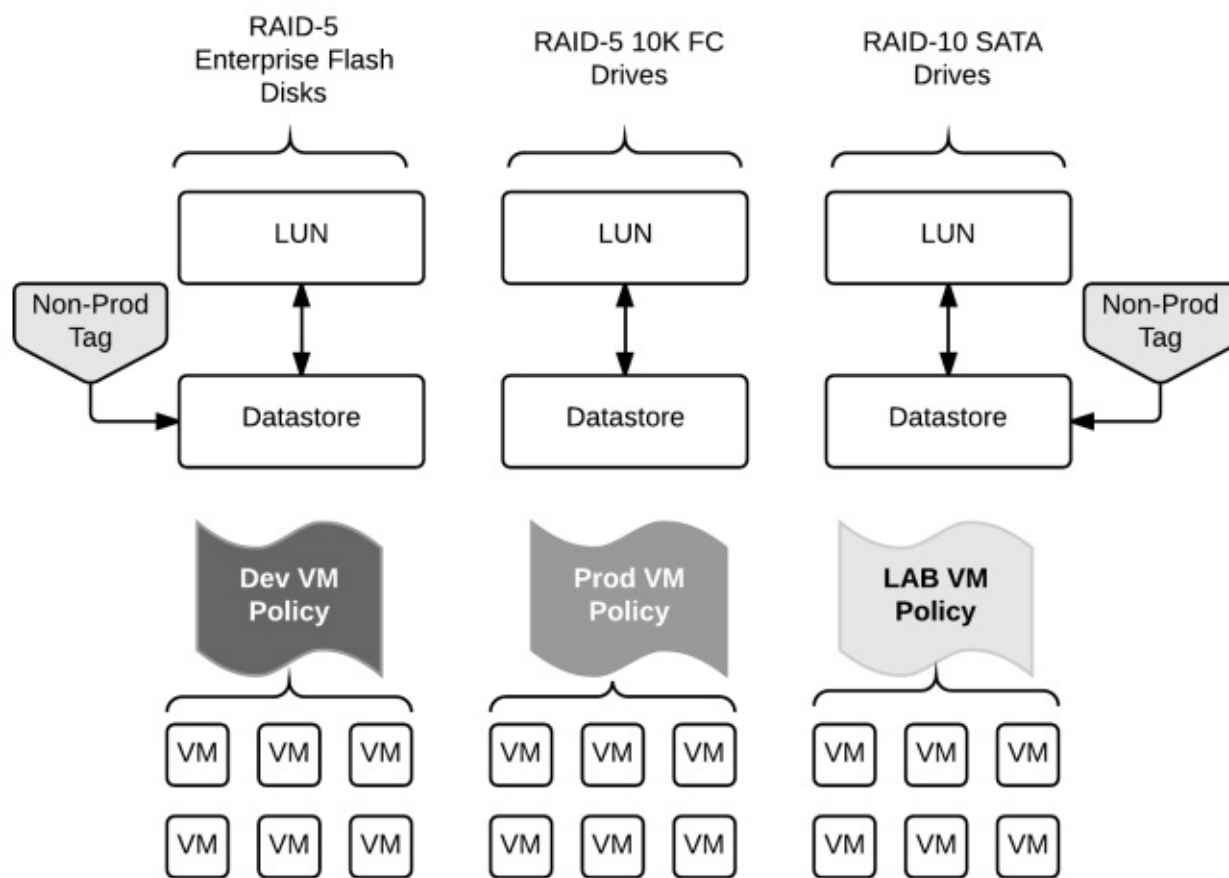 RAID-5
Enterprise Flash
Disks
RAID-5 10K FC
Drives
RAID-10 SATA
Drives
LUN
LUN
LUN
Non-Prod
Tag
Non-Prod
Tag
Datastore
Datastore
Datastore
Dev VM
Policy
Prod VM
Policy
LAB VM
Policy
VM VM VM
VM VM VM
VM VM VM
VM VM VM
VM VM VM
VM VM VM